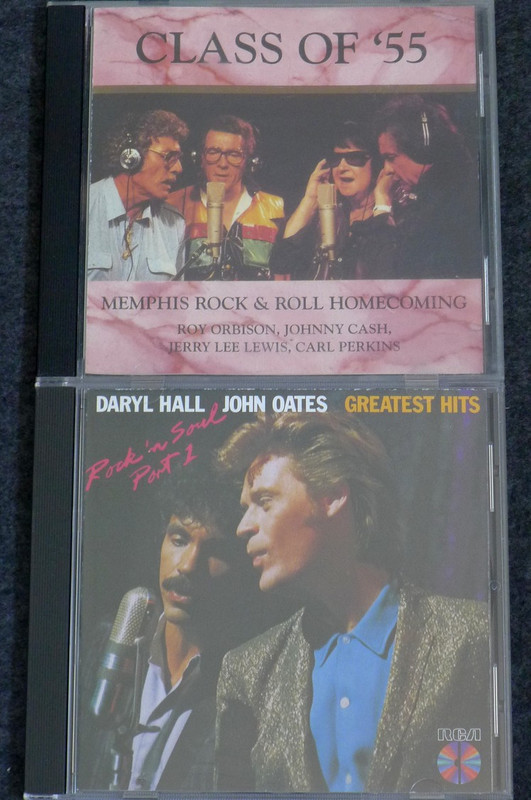 CLASS OF '55
MEMPHIS ROCK & ROLL HOMECOMING
ROY ORBISON, JOHNNY CASH,
JERRY LEE LEWIS, CARL PERKINS
DARYL HALL JOHN OATES GREATEST HITS
Rock 'n Soul
Part 1
RCA